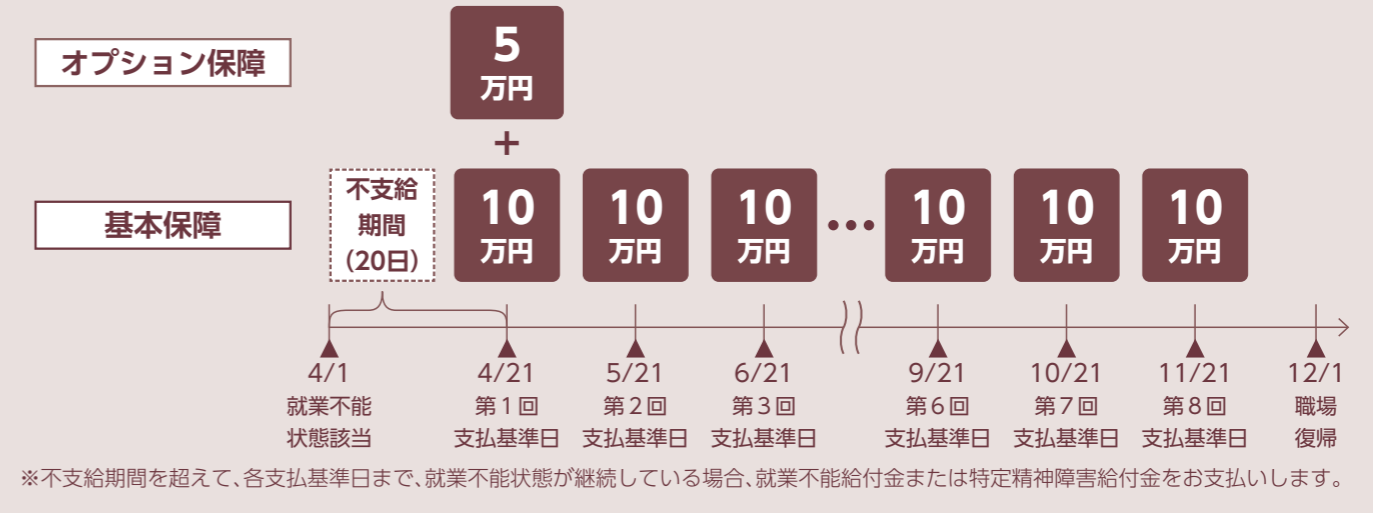 オプション保障
5
万円
+
基本保障
不支給
期間
(20日)
10
万円
10
万円
10
万円
•••
10
万円
10
万円
10
万円
4/1
就業不能
状態該当
4/21
第1回
支払基準日
5/21
第2回
支払基準日
6/21
第3回
支払基準日
9/21
第6回
支払基準日
10/21
第7回
支払基準日
11/21
第8回
支払基準日
12/1
職場
復帰
※不支給期間を超えて、各支払基準日まで、就業不能状態が継続している場合、就業不能給付金または特定精神障害給付金をお支払いします。